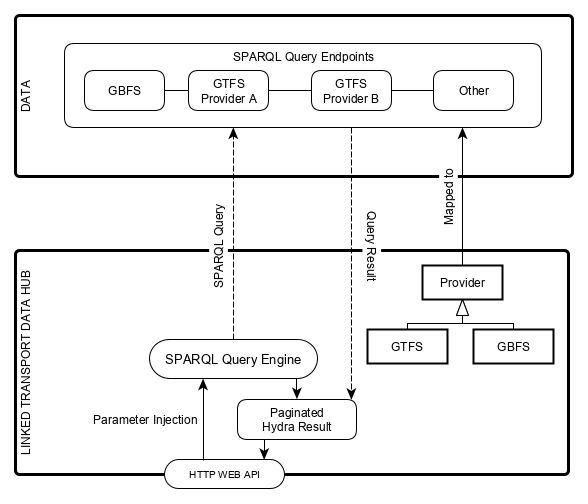 DATA
SPARQL Query Endpoints
GBFS
GTFS
Provider A
GTFS
Provider B
Other
SPARQL Query
Query Result
Mapped to
LINKED TRANSPORT DATA HUB
Provider
GTFS
GBFS
SPARQL Query Engine
Parameter Injection
Paginated
Hydra Result
HTTP WEB API